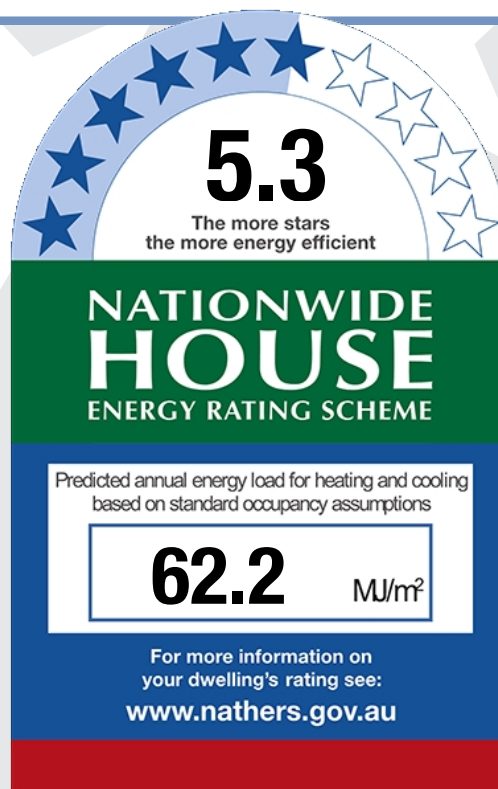 5.3
The more stars
the more energy efficient
NATIONWIDE
HOUSE
ENERGY RATING SCHEME
Predicted annual energy load for heating and cooling
based on standard occupancy assumptions
62.2 MJ/m²
For more information on
your dwelling's rating see:
www.nathers.gov.au